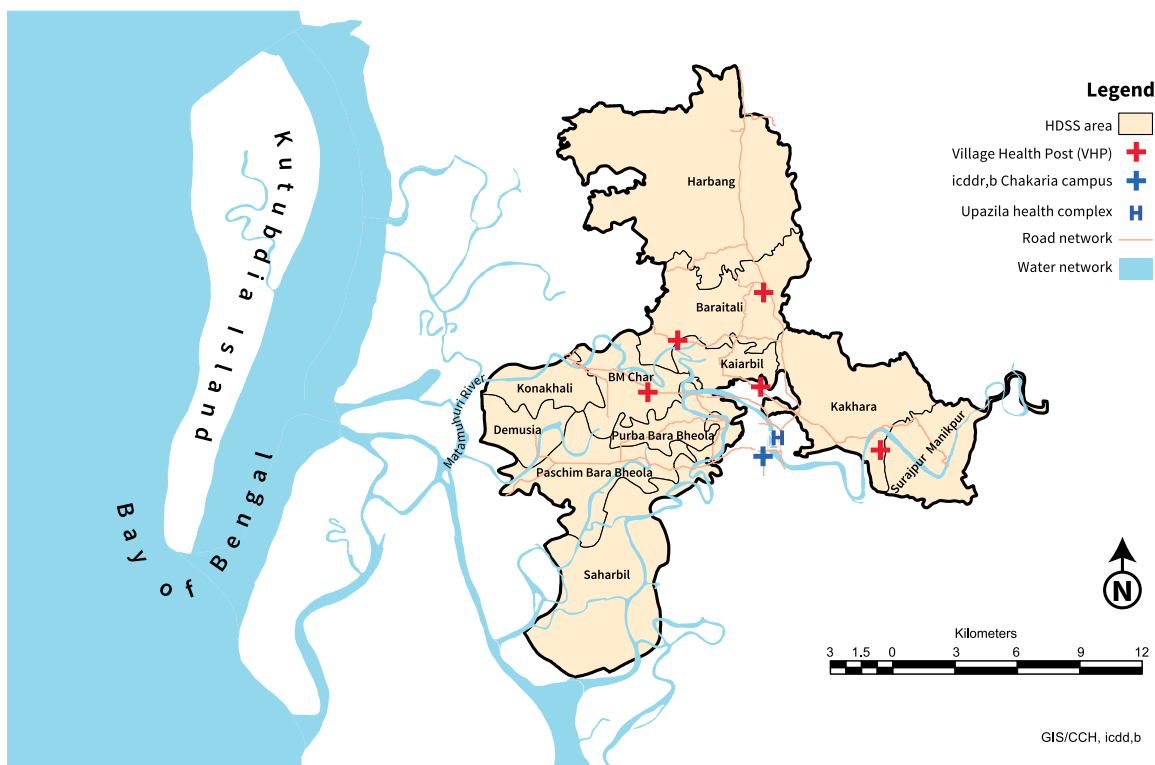 Legend
HDSS area
Village Health Post (VHP)
icddr,b Chakaria campus
Upazila health complex
H
Road network
Water network
Kutubdia Island
Bay of Bengal
Matamunuri River
Harbang
Baraitali
Kaiarbil
BM Char
Konakhali
Kakhara
Demusia
Purba Bara Bheola
H
Surajpur Manikpur
Paschim Bara Bheola
Saharbil
N
Kilometers
3 1.5 0 3 6 9 12
GIS/CCH, icdd,b